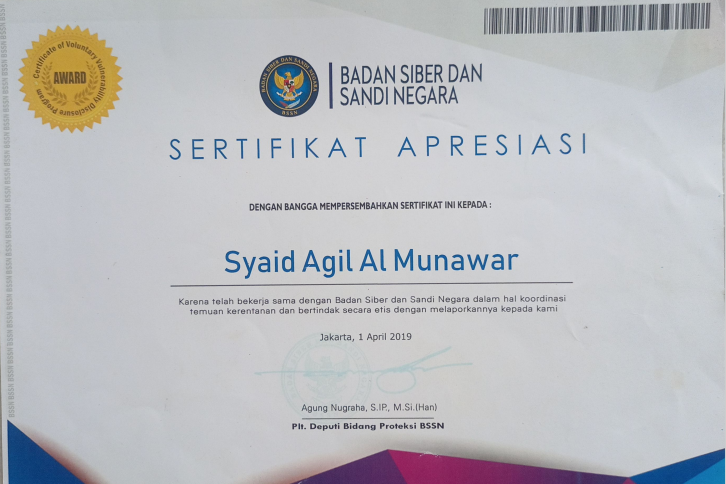 Certificate of Voluntary Vulnerability Disclosure Program
AWARD
BADAN SIBER DAN SANDI NEGARA
BSSN
BADAN SIBER DAN
SANDI NEGARA
SERTIFIKAT APRESIASI
DENGAN BANGGA MEMPERSEMBAHKAN SERTIFIKAT INI KEPADA :
Syaid Agil Al Munawar
Karena telah bekerja sama dengan Badan Siber dan Sandi Negara dalam hal koordinasi
temuan kerentanan dan bertindak secara etis dengan melaporkannya kepada kami
Jakarta, 1 April 2019
Agung Nugraha, S.IP., M.Si.(Han)
Plt. Deputi Bidang Proteksi BSSN
BSSN BSSN BSSN BSSN BSSN BSSN BSSN BSSN BSSN BSSN BSSN BSSN BSSN BSSN BSSN BSSN